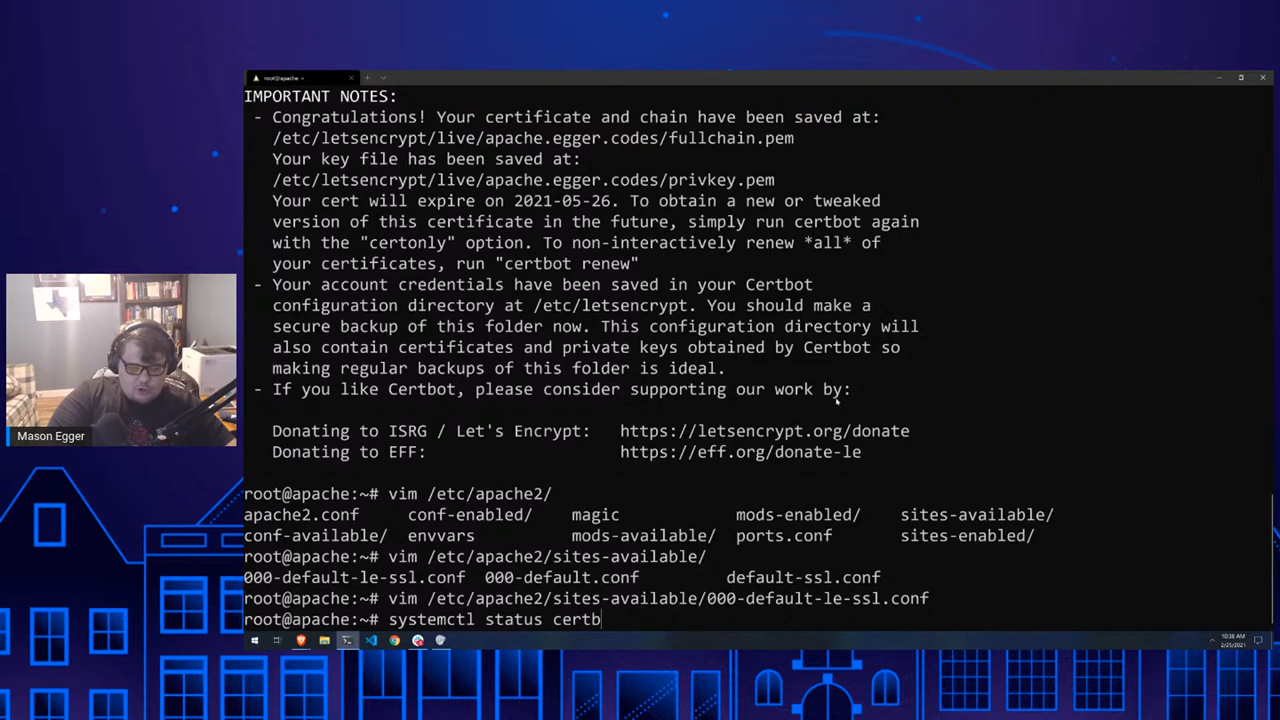 root@apache: ~
IMPORTANT NOTES:
- Congratulations! Your certificate and chain have been saved at:
/etc/letsencrypt/live/apache.egger.codes/fullchain.pem
Your key file has been saved at:
/etc/letsencrypt/live/apache.egger.codes/privkey.pem
Your cert will expire on 2021-05-26. To obtain a new or tweaked
version of this certificate in the future, simply run certbot again
with the "certonly" option. To non-interactively renew *all* of
your certificates, run "certbot renew"
- Your account credentials have been saved in your Certbot
configuration directory at /etc/letsencrypt. You should make a
secure backup of this folder now. This configuration directory will
also contain certificates and private keys obtained by Certbot so
making regular backups of this folder is ideal.
- If you like Certbot, please consider supporting our work by:
Donating to ISRG / Let's Encrypt: https://letsencrypt.org/donate
Donating to EFF: https://eff.org/donate-le
root@apache:~# vim /etc/apache2/
apache2.conf conf-enabled/ magic mods-enabled/ sites-available/
conf-available/ envvars mods-available/ ports.conf sites-enabled/
root@apache:~# vim /etc/apache2/sites-available/
000-default-le-ssl.conf 000-default.conf default-ssl.conf
root@apache:~# vim /etc/apache2/sites-available/000-default-le-ssl.conf
root@apache:~# systemctl status certb
Mason Egger
10:36 AM
2/25/2021